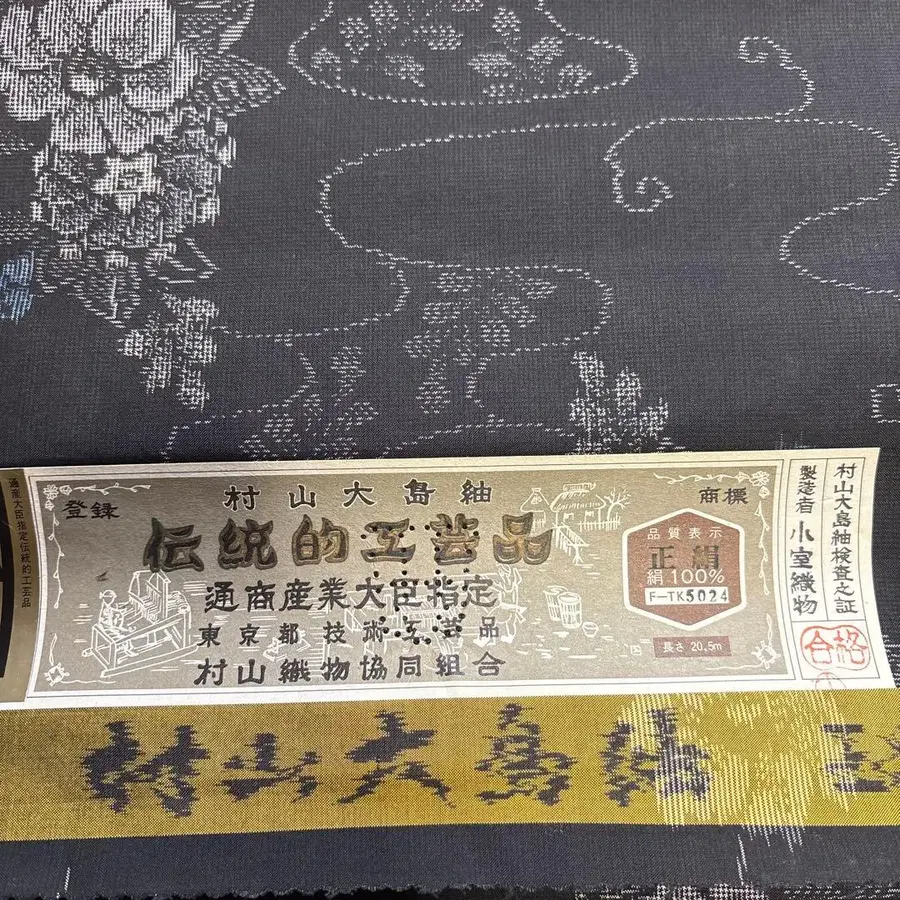 通産大臣指定伝統的工芸品
登録
村山大島紬
商標
伝統的工芸品
通商産業大臣指定
東京都技術工芸品
村山織物協同組合
品質表示
正絹
絹100%
F-TK5024
長さ 20.5m
村山大島紬検査之証
製造者 小室織物
合格
村山大島紬